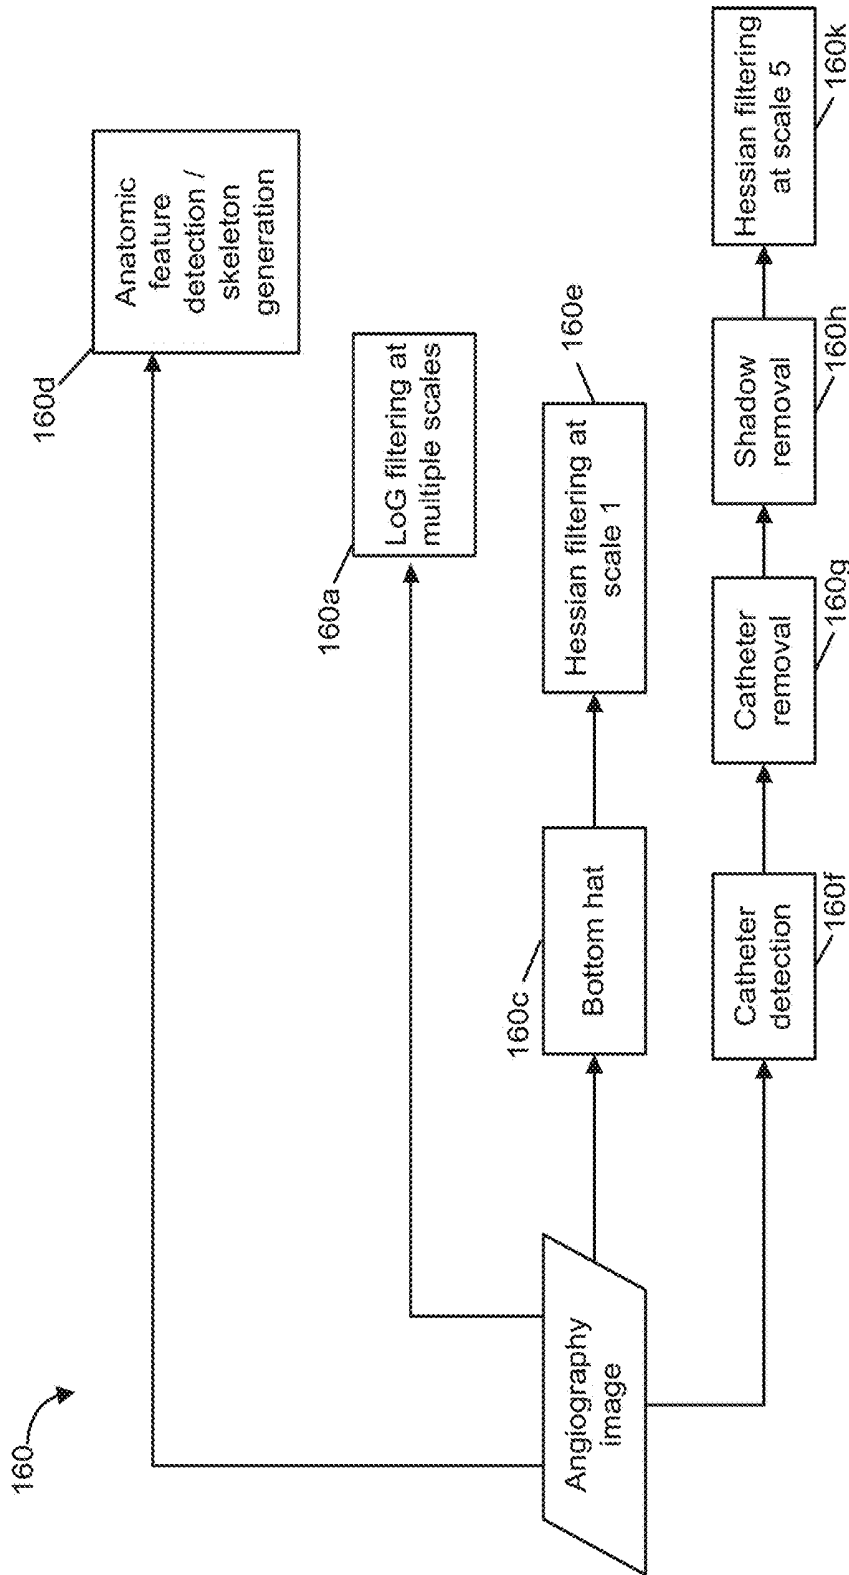 160
160d
Anatomic
feature
detection /
skeleton
generation
160a
LoG filtering at
multiple scales
Angiography
image
160c
Bottom hat
Hessian filtering at
scale 1
160e
Catheter
detection
160f
Catheter
removal
160g
Shadow
removal
160h
Hessian filtering
at scale 5
160k